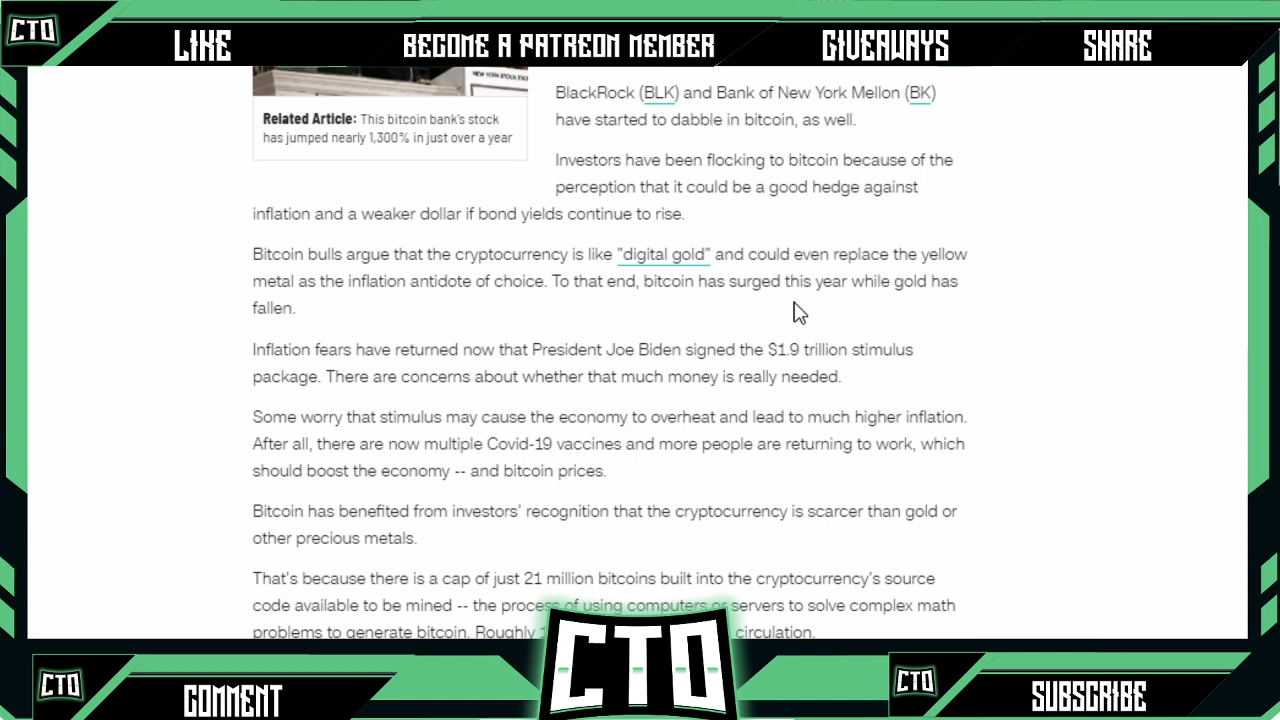 CTO
LIKE
BECOME A PATREON MEMBER
GIVEAWAYS
SHARE
NEW YORK STOCK EXC
Related Article: This bitcoin bank's stock
has jumped nearly 1,300% in just over a year
BlackRock (BLK) and Bank of New York Mellon (BK)
have started to dabble in bitcoin, as well.
Investors have been flocking to bitcoin because of the
perception that it could be a good hedge against
inflation and a weaker dollar if bond yields continue to rise.
Bitcoin bulls argue that the cryptocurrency is like "digital gold" and could even replace the yellow
metal as the inflation antidote of choice. To that end, bitcoin has surged this year while gold has
fallen.
Inflation fears have returned now that President Joe Biden signed the $1.9 trillion stimulus
package. There are concerns about whether that much money is really needed.
Some worry that stimulus may cause the economy to overheat and lead to much higher inflation.
After all, there are now multiple Covid-19 vaccines and more people are returning to work, which
should boost the economy -- and bitcoin prices.
Bitcoin has benefited from investors' recognition that the cryptocurrency is scarcer than gold or
other precious metals.
That's because there is a cap of just 21 million bitcoins built into the cryptocurrency's source
code available to be mined -- the process of using computers or servers to solve complex math
problems to generate bitcoin. Roughly circulation.
CTO
CTO
COMMENT
CTO
SUBSCRIBE